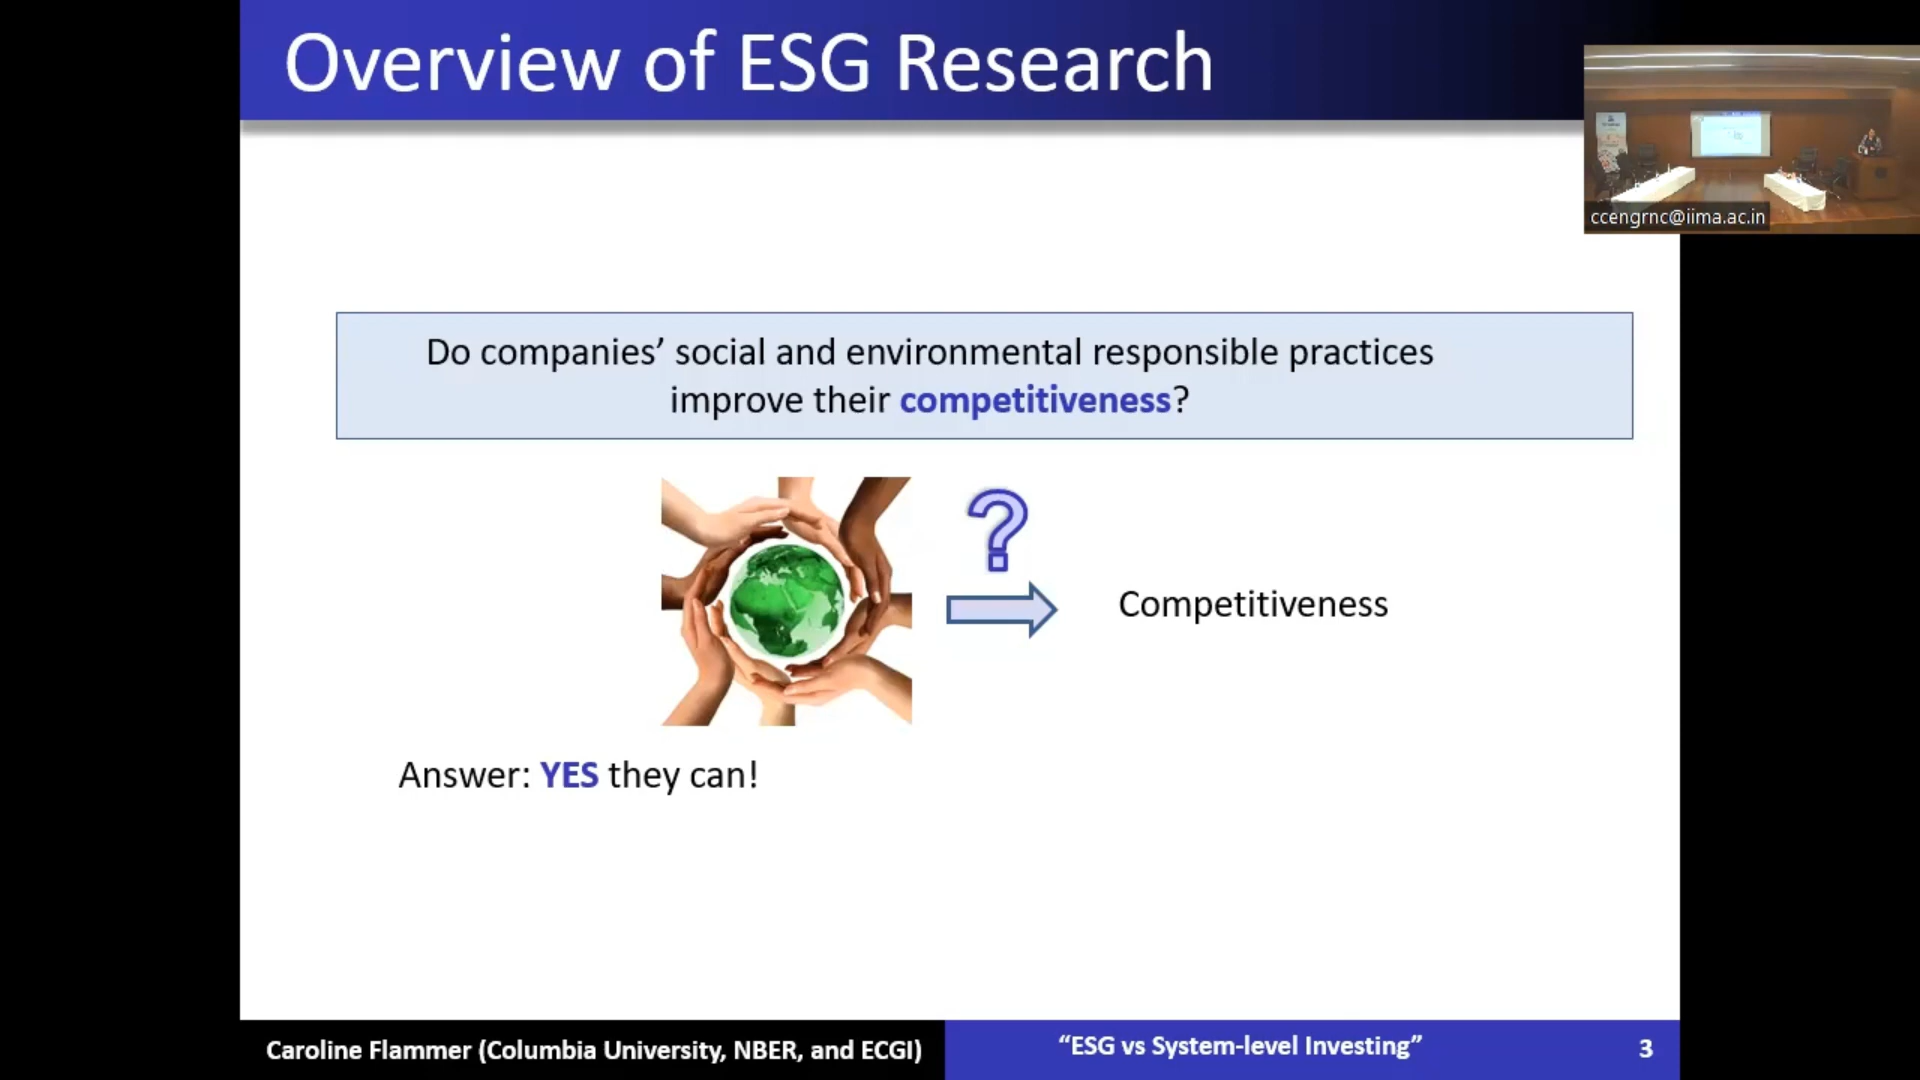 Overview of ESG Research
ccengrnc@iima.ac.in
Do companies’ social and environmental responsible practices
improve their competitiveness?
?
Competitiveness
Answer: YES they can!
Caroline Flammer (Columbia University, NBER, and ECGI)
“ESG vs System-level Investing”
3